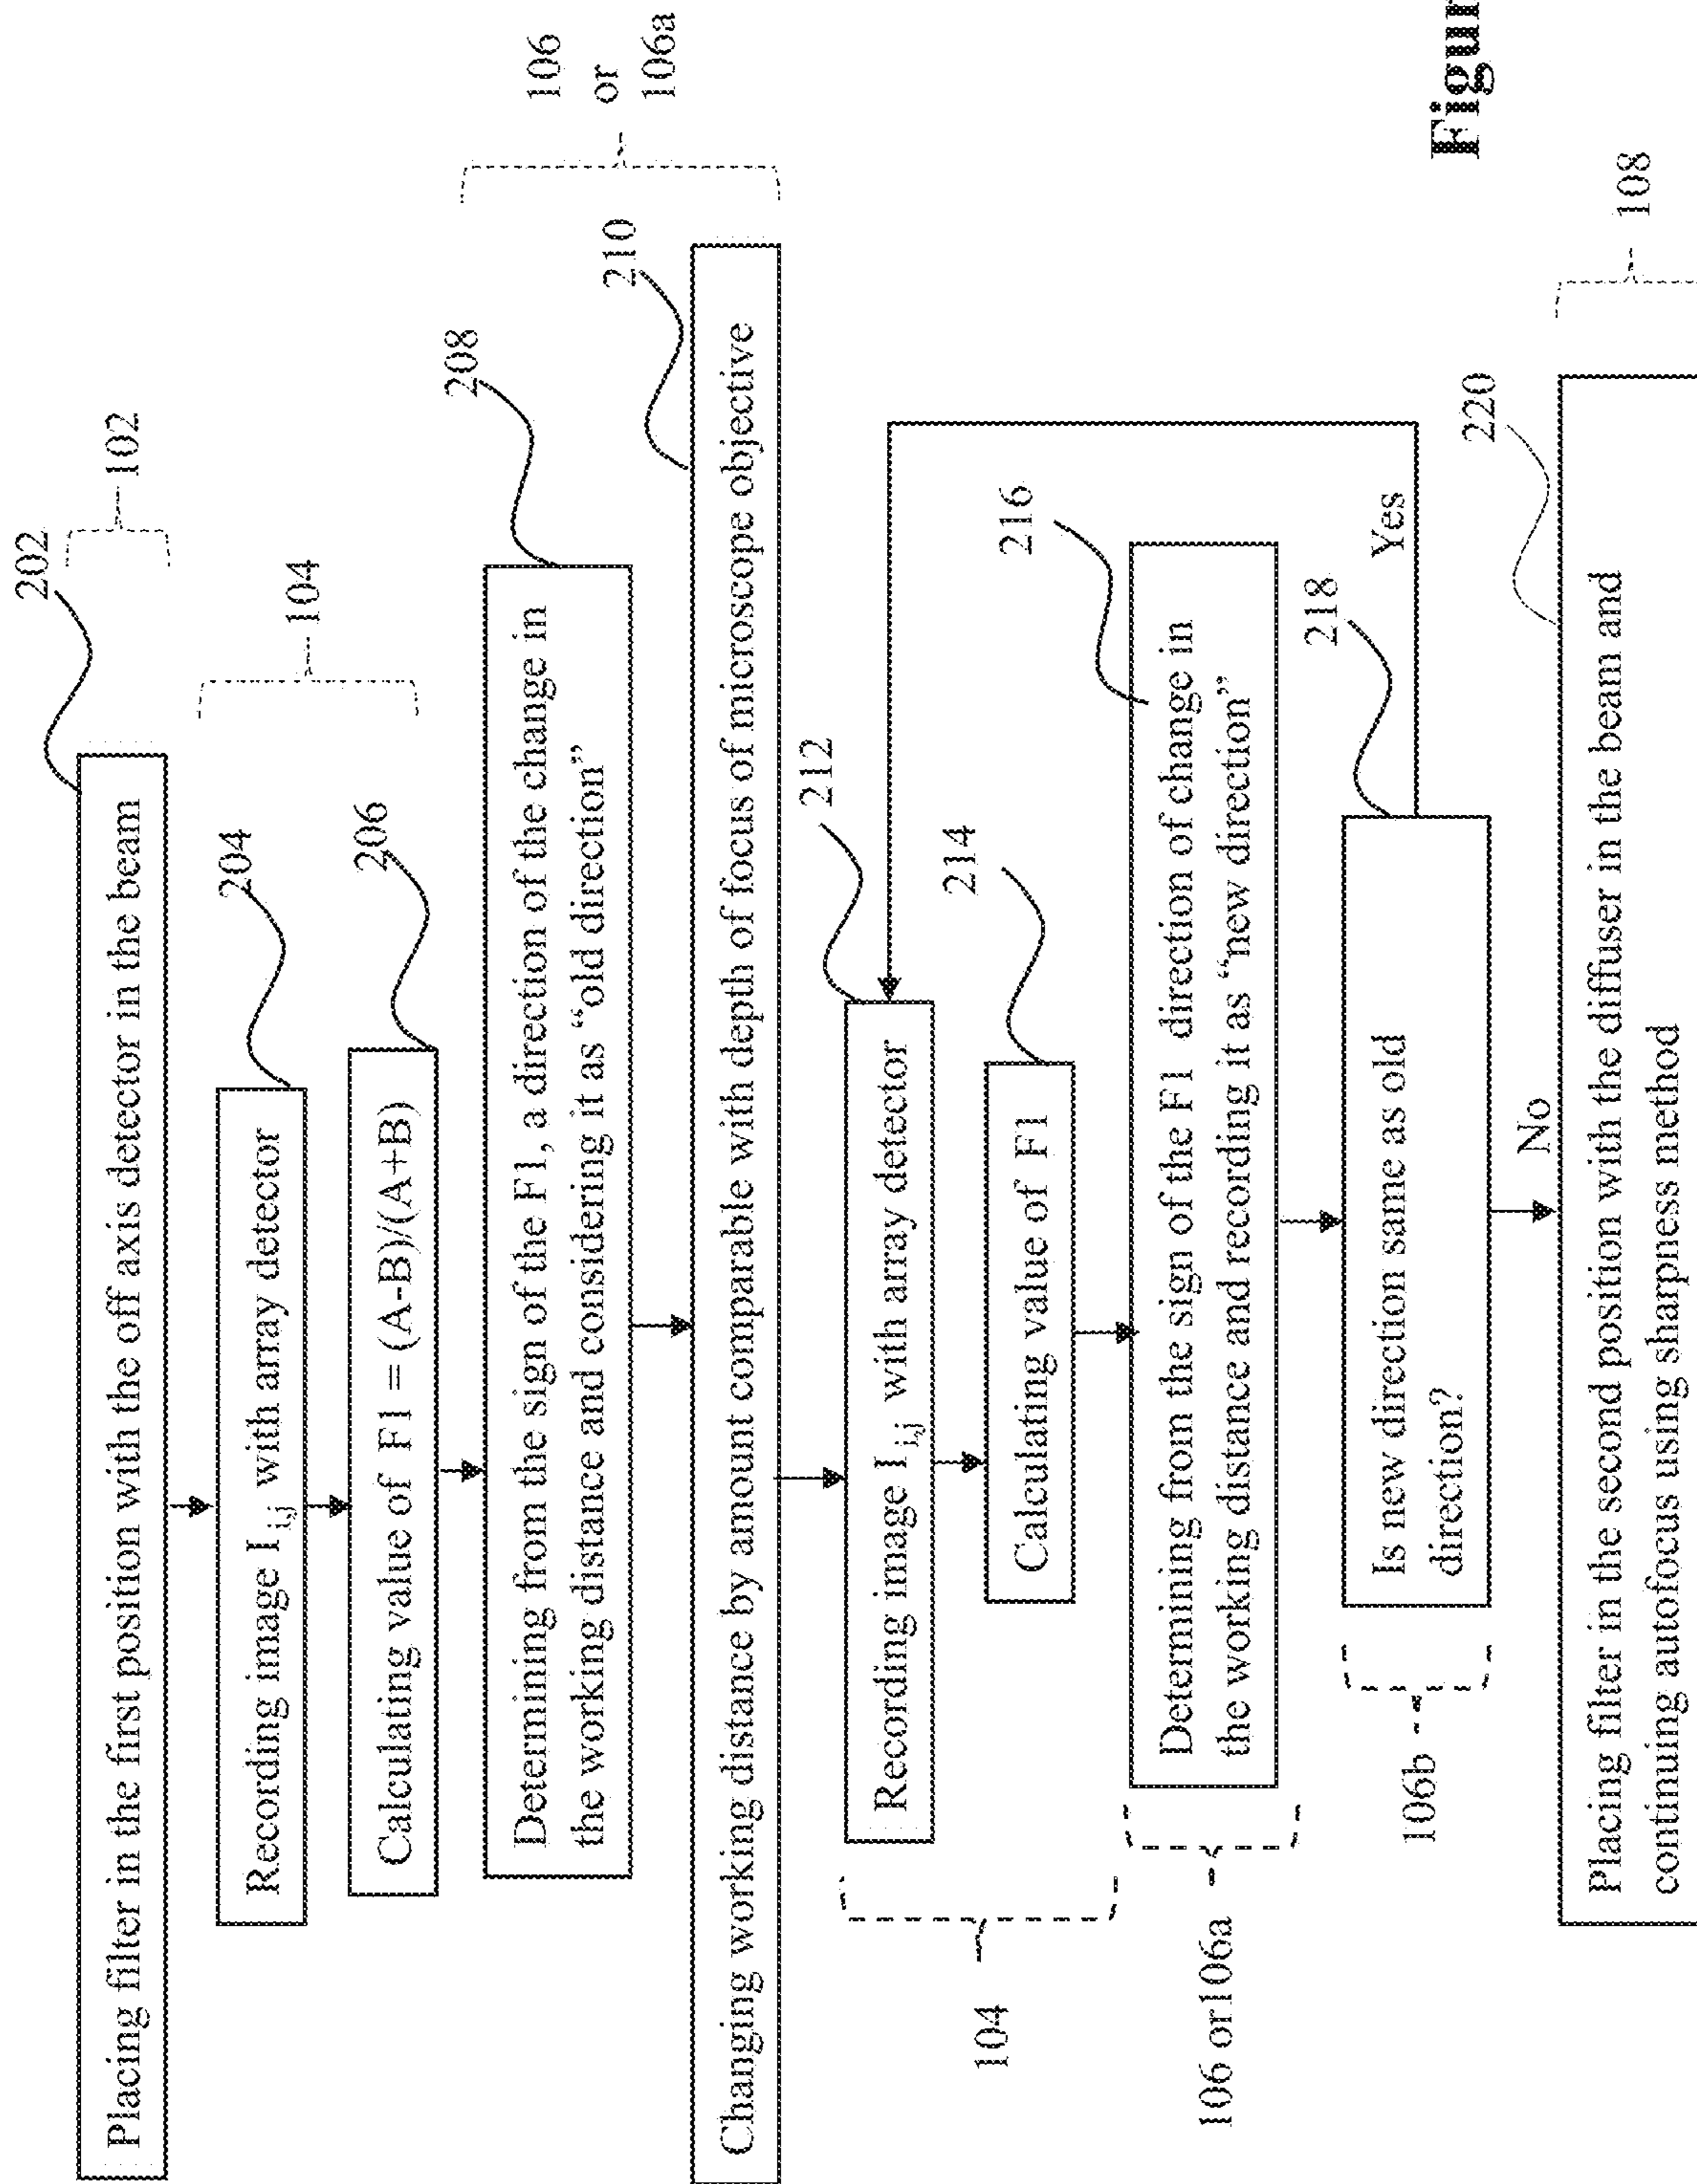 202
102
Placing filter in the first position with the off axis detector in the beam
204
104
Recording image I i,j with array detector
206
Calculating value of F1 = (A-B)/(A+B)
208
106
or
106a
Determining from the sign of the F1, a direction of the change in
the working distance and considering it as “old direction”
210
Changing working distance by amount comparable with depth of focus of microscope objective
212
Recording image I i,j with array detector
214
104
Calculating value of F1
216
Determining from the sign of the F1 direction of change in
the working distance and recording it as “new direction”
106 or106a
218
Yes
Is new direction same as old
direction?
106b
No
220
108
Placing filter in the second position with the diffuser in the beam and
continuing autofocus using sharpness method